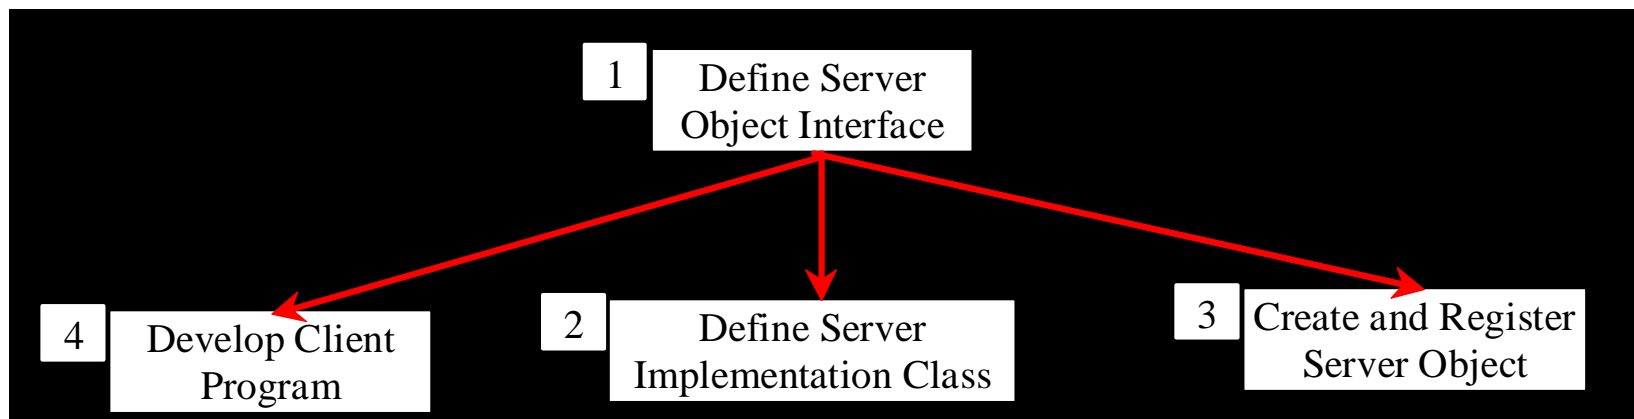 1
Define Server
Object Interface
4
Develop Client
Program
2
Define Server
Implementation Class
3
Create and Register
Server Object